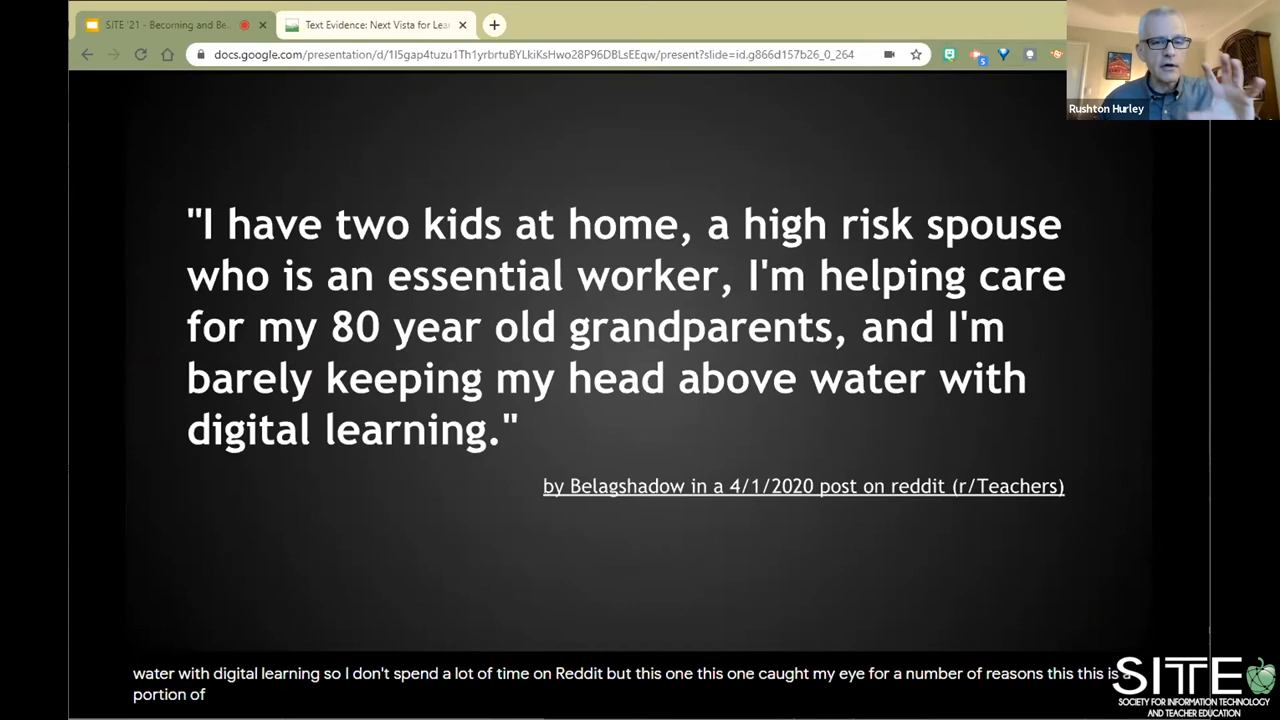 SITE '21 - Becoming and Be
Text Evidence: Next Vista for Lea
docs.google.com/presentation/d/1I5gap4tuzu1Th1yrbrtuBYLkiKsHwo28P96DBLsEEqw/present?slide=id.g866d157b26_0_264
5
Rushton Hurley
"I have two kids at home, a high risk spouse
who is an essential worker, I'm helping care
for my 80 year old grandparents, and I'm
barely keeping my head above water with
digital learning."
by Belagshadow in a 4/1/2020 post on reddit (r/Teachers)
water with digital learning so I don't spend a lot of time on Reddit but this one this one caught my eye for a number of reasons this this is a
portion of
SITE
SOCIETY FOR INFORMATION TECHNOLOGY
AND TEACHER EDUCATION